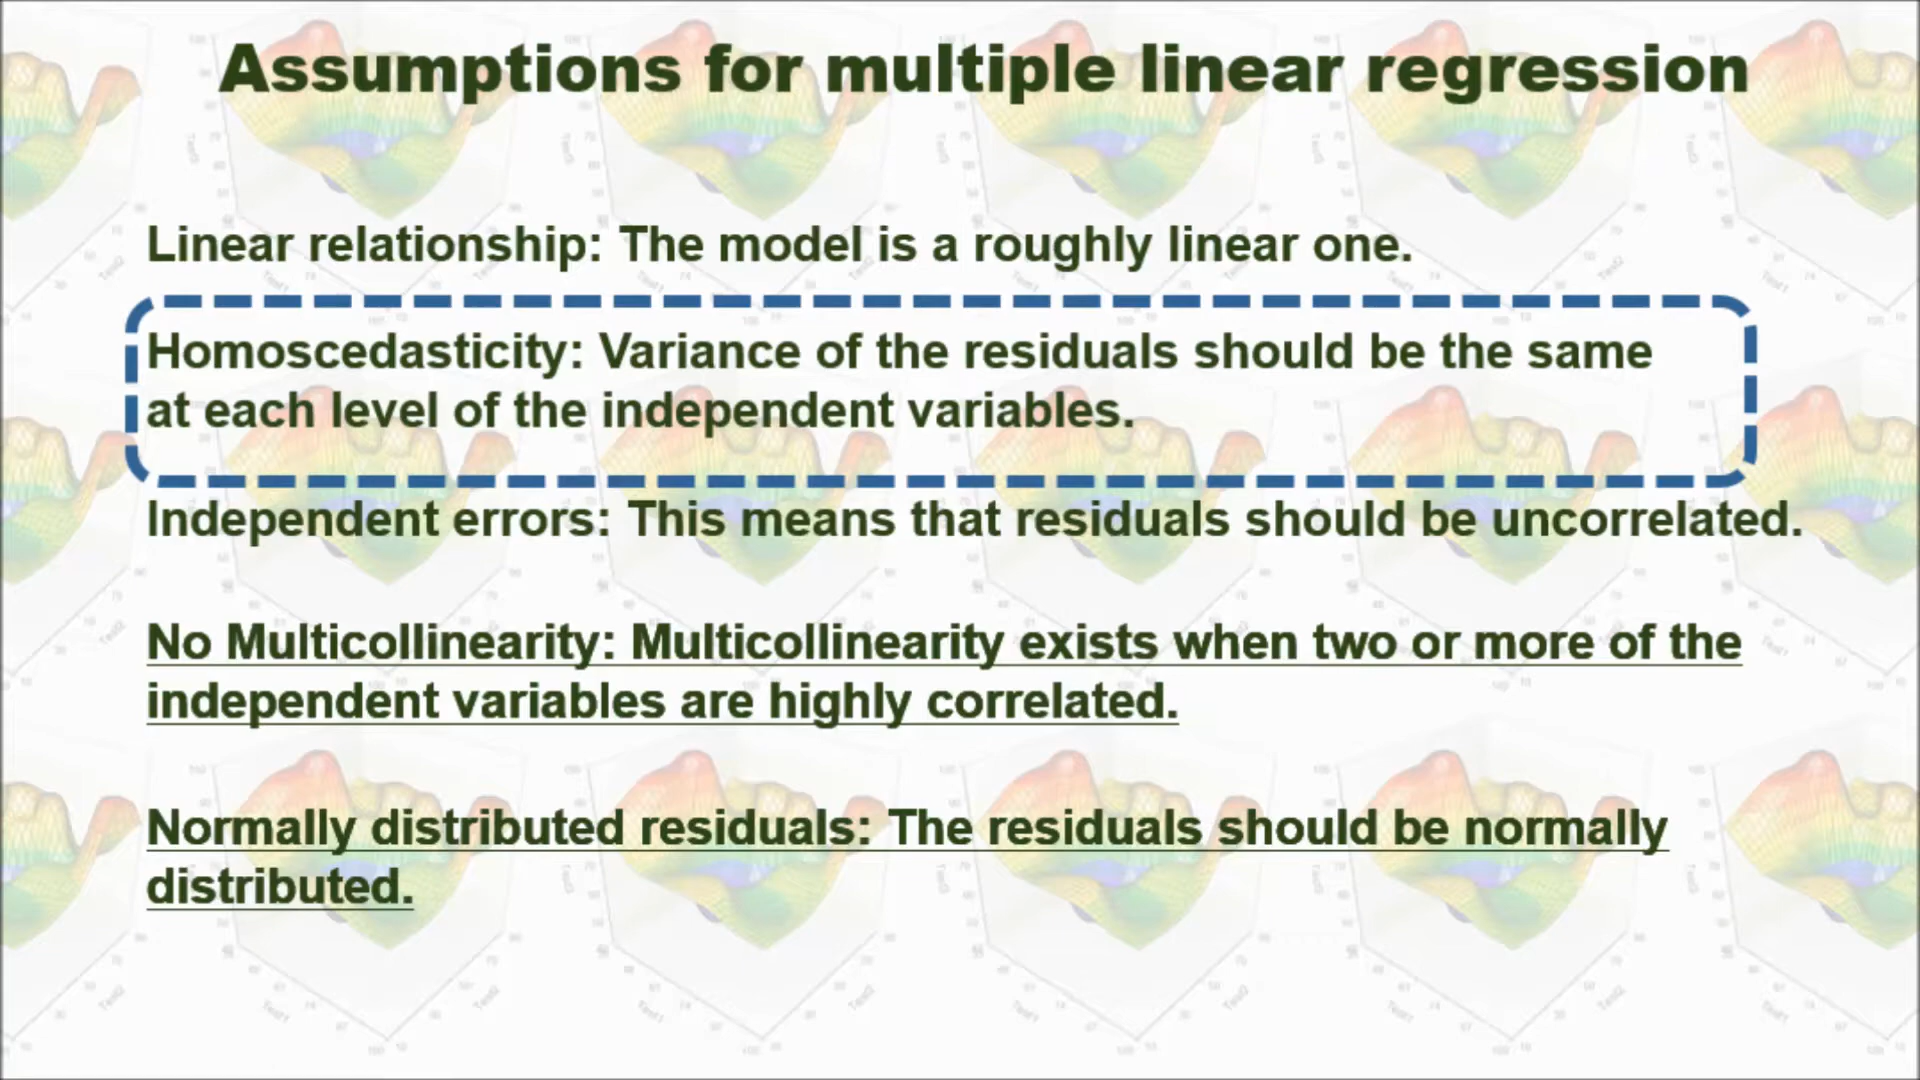 Assumptions for multiple linear regression
Linear relationship: The model is a roughly linear one.
Homoscedasticity: Variance of the residuals should be the same
at each level of the independent variables.
Independent errors: This means that residuals should be uncorrelated.
No Multicollinearity: Multicollinearity exists when two or more of the
independent variables are highly correlated.
Normally distributed residuals: The residuals should be normally
distributed.